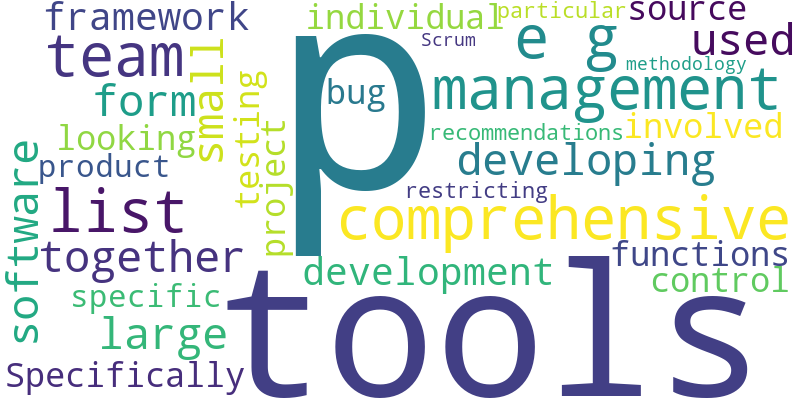 framework
individual
particular
source
team
Scrum
e g
used
methodology
p
small
bug
management
form
testing
looking
recommendations
involved
product
project
developing
software
restricting
list
comprehensive
together
functions
development
control
specific
large
tools
Specifically